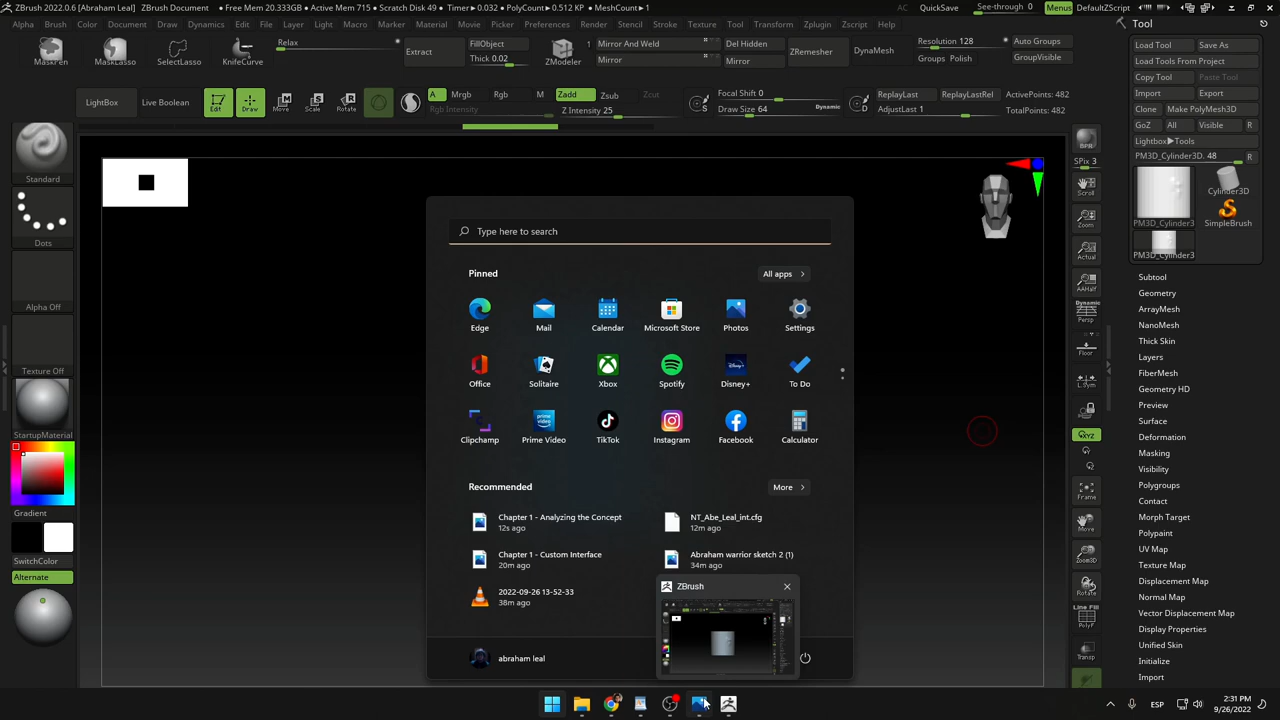 ZBrush 2022.0.6 [Abraham Leal] ZBrush Document • Free Mem 20.333GB • Active Mem 715 • Scratch Disk 49 • Timer▸0.032 • PolyCount▸0.512 KP • MeshCount▸1 AC QuickSave See-through 0 Menus DefaultZScript
Alpha Brush Color Document Draw Dynamics Edit File Layer Light Macro Marker Material Movie Picker Preferences Render Stencil Stroke Texture Tool Transform Zplugin Zscript Help
Tool
MaskPen
MaskLasso
SelectLasso
KnifeCurve
Relax
Extract
FillObject
Thick 0.02
ZModeler
1
Mirror And Weld
Mirror
Del Hidden
Mirror
ZRemesher
DynaMesh
Resolution 128
Groups Polish
Auto Groups
GroupVisible
LightBox
Live Boolean
Edit
Draw
Move
Scale
Rotate
A Mrgb Rgb M
Rgb Intensity
Zadd Zsub Zcut
Z Intensity 25
Focal Shift 0
Draw Size 64
Dynamic
S
D
ReplayLast ReplayLastRel
AdjustLast 1
ActivePoints: 482
TotalPoints: 482
Load Tool Save As
Load Tools From Project
Copy Tool Paste Tool
Import Export
Clone Make PolyMesh3D
GoZ All Visible R
Lightbox▸Tools
PM3D_Cylinder3D. 48 R
PM3D_Cylinder3
Cylinder3D
SimpleBrush
PM3D_Cylinder3
Subtool
Geometry
ArrayMesh
NanoMesh
Thick Skin
Layers
FiberMesh
Geometry HD
Preview
Surface
Deformation
Masking
Visibility
Polygroups
Contact
Morph Target
Polypaint
UV Map
Texture Map
Displacement Map
Normal Map
Vector Displacement Map
Display Properties
Unified Skin
Initialize
Import
Standard
Dots
Alpha Off
Texture Off
StartupMaterial
Gradient
SwitchColor
Alternate
BPR
SPix 3
Scroll
Zoom
Actual
AAHalf
Dynamic
Persp
Floor
L.Sym
XYZ
Frame
Move
Zoom3D
Rotate
Line Fill
PolyF
Transp
Type here to search
Pinned
All apps
Edge
Mail
Calendar
Microsoft Store
Photos
Settings
Office
Solitaire
Xbox
Spotify
Disney+
To Do
Clipchamp
Prime Video
TikTok
Instagram
Facebook
Calculator
Recommended
More
Chapter 1 - Analyzing the Concept
12s ago
NT_Abe_Leal_int.cfg
12m ago
Chapter 1 - Custom Interface
20m ago
Abraham warrior sketch 2 (1)
34m ago
2022-09-26 13-52-33
38m ago
ZBrush
abraham leal
ESP
2:31 PM
9/26/2022